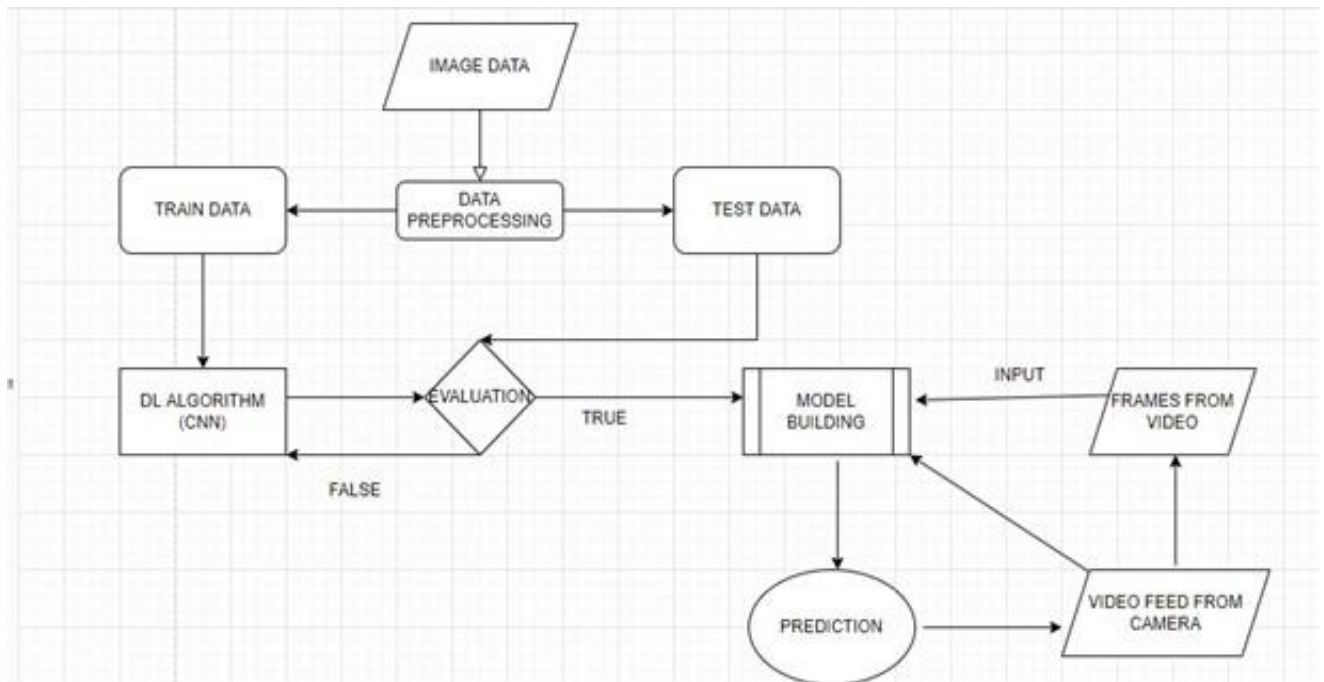 IMAGE DATA
TRAIN DATA
DATA
PREPROCESSING
TEST DATA
DL ALGORITHM
(CNN)
EVALUATION
TRUE
FALSE
MODEL
BUILDING
INPUT
FRAMES FROM
VIDEO
PREDICTION
VIDEO FEED FROM
CAMERA